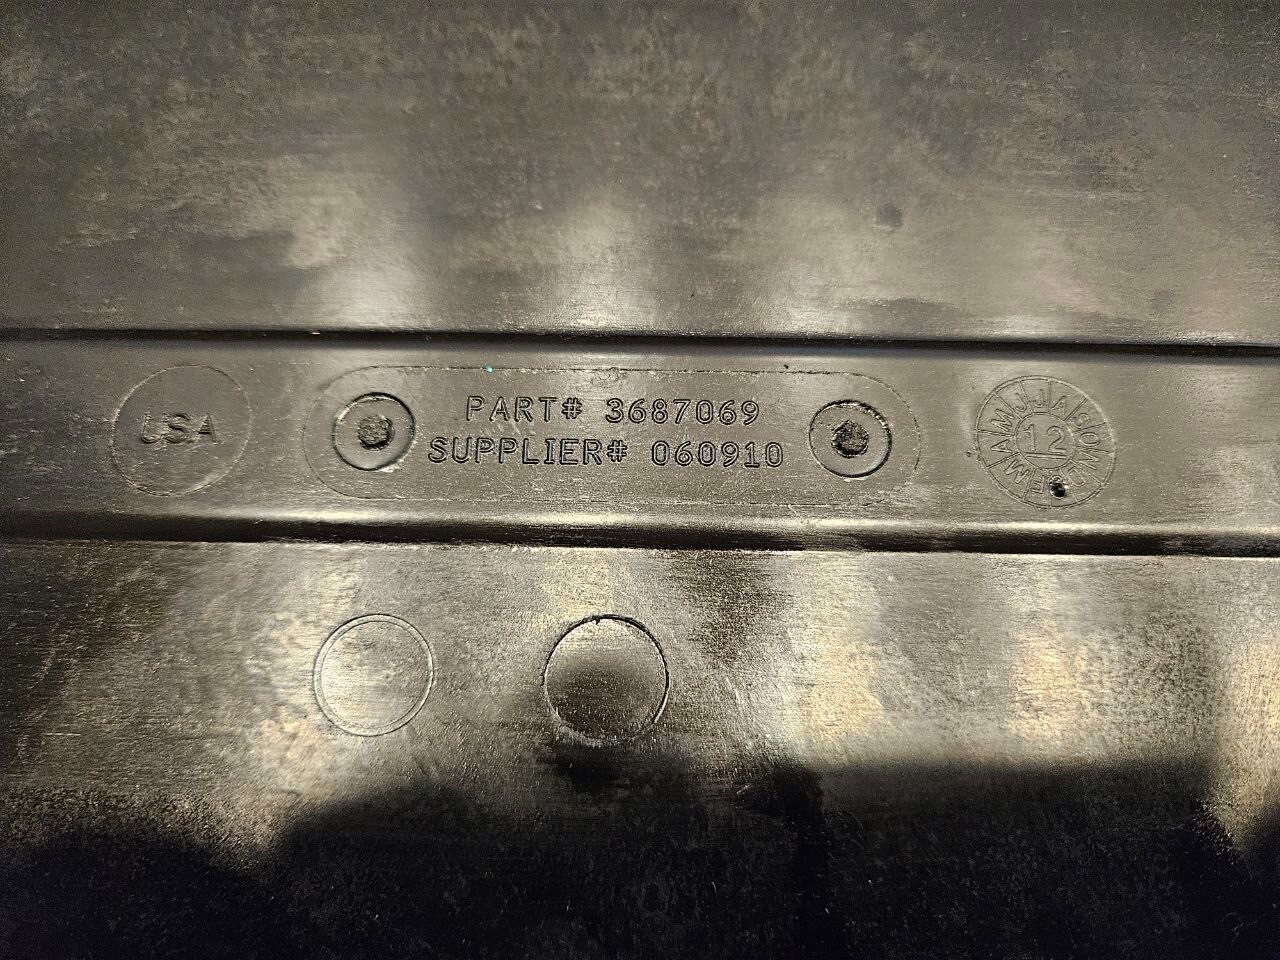 USA
PART# 3687069
SUPPLIER# 060910
12
J F M A M J J A S O N D